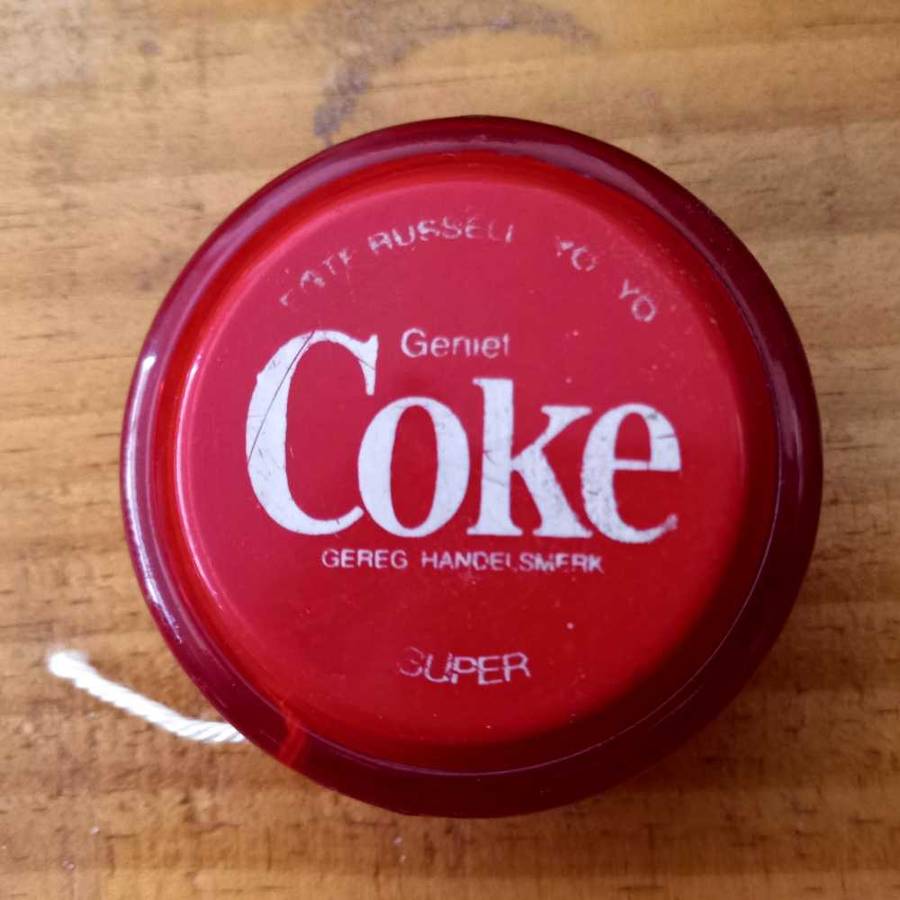 RUSSELL YO YO
Geniet
Coke
GEREG HANDELSMERK
SUPER